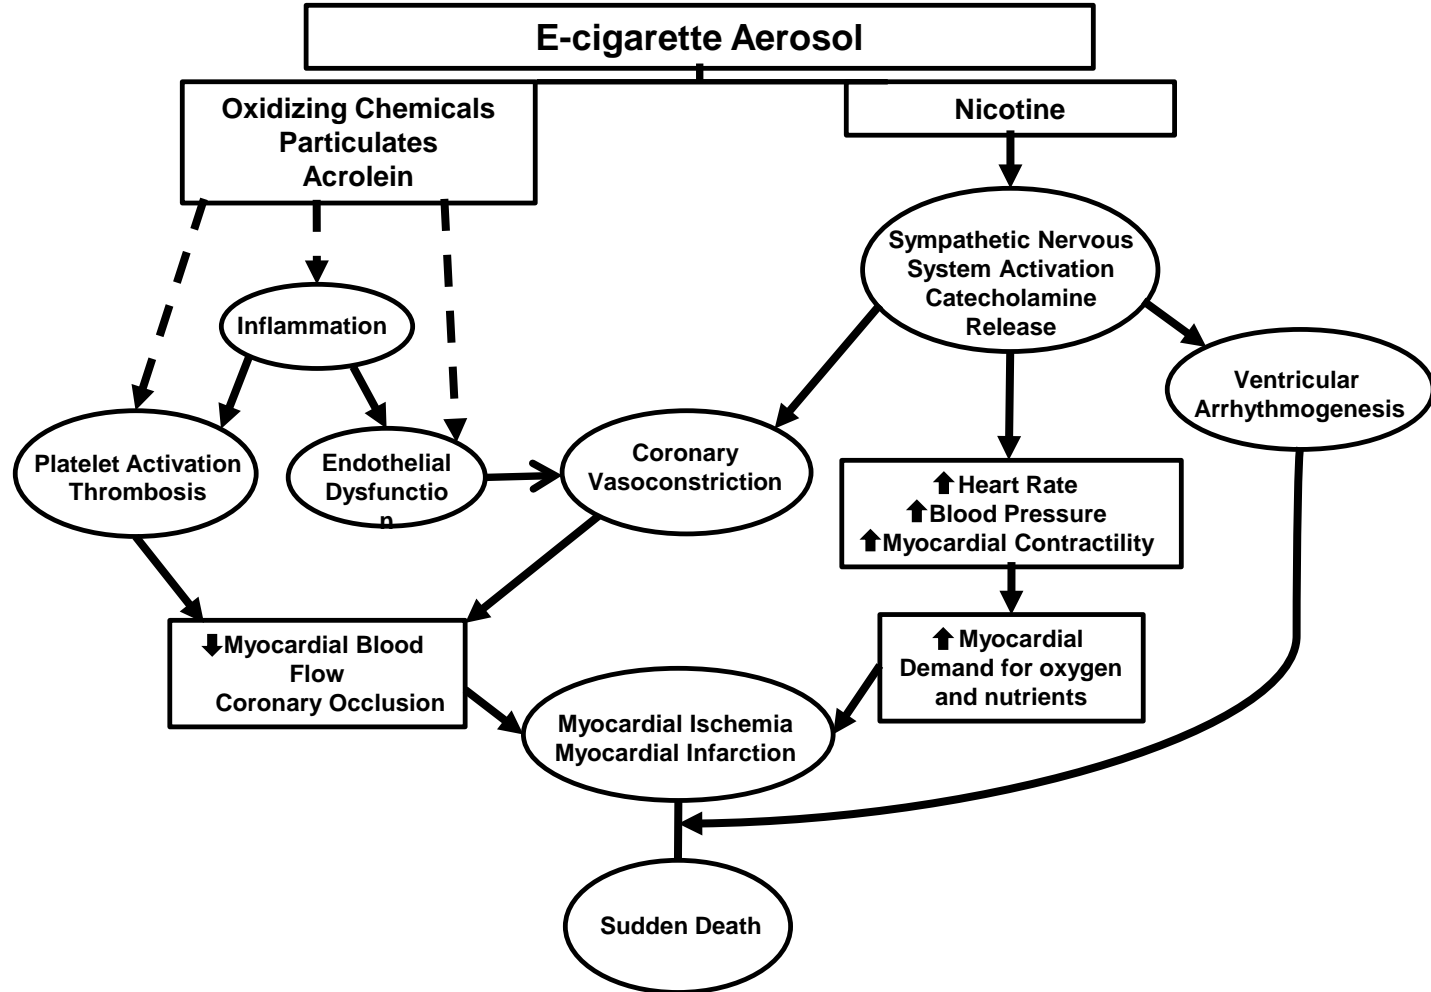 E-cigarette Aerosol
Oxidizing Chemicals
Particulates
Acrolein
Nicotine
Sympathetic Nervous
System Activation
Catecholamine
Release
Inflammation
Ventricular
Arrhythmogenesis
Platelet Activation
Thrombosis
Endothelial
Dysfunctio
n
Coronary
Vasoconstriction
⬆Heart Rate
⬆Blood Pressure
⬆Myocardial Contractility
⬇Myocardial Blood
Flow
Coronary Occlusion
⬆ Myocardial
Demand for oxygen
and nutrients
Myocardial Ischemia
Myocardial Infarction
Sudden Death